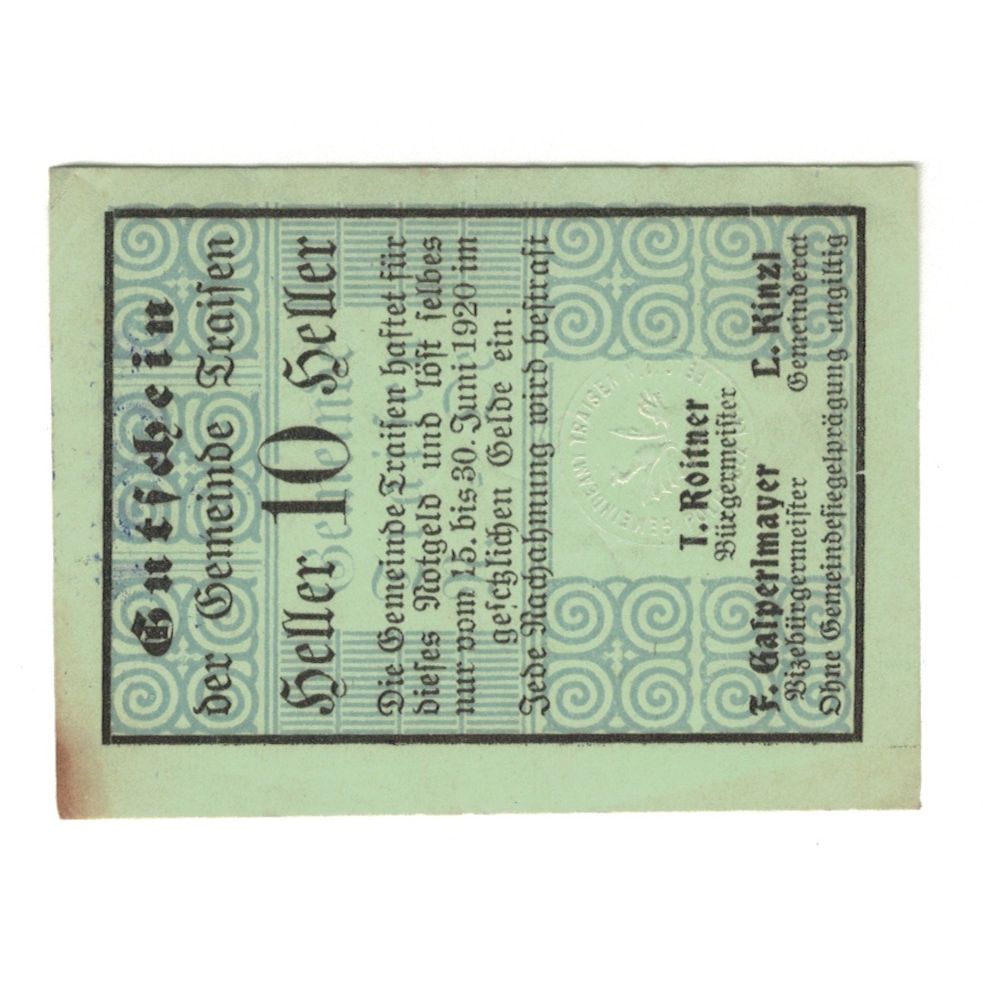 Gutschein
der Gemeinde Traisen
Heller 10 Heller
Die Gemeinde Traisen haftet für
dieses Notgeld und löst selbes
nur vom 15. bis 30. Juni 1920 im
gesetzlichen Gelde ein.
Jede Nachahmung wird bestraft
GEMEINDEAMT TRAISEN
T. Roitner
Bürgermeister
F. Gasperlmayer
L. Kinzl
Vizebürgermeister
Gemeinderat
Ohne Gemeindesiegelprägung ungiltig